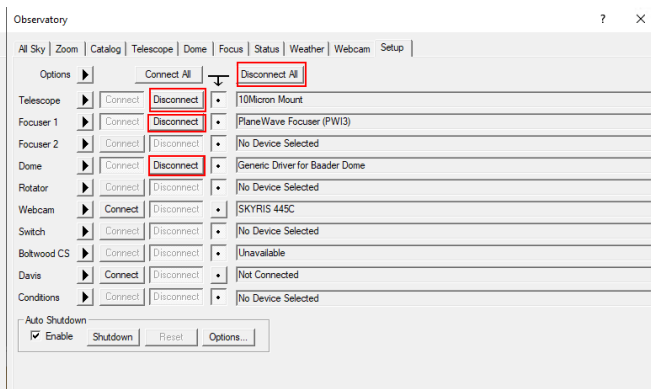 Observatory ? ×
All Sky | Zoom | Catalog | Telescope | Dome | Focus | Status | Weather | Webcam Setup
Options Connect All Disconnect All
Telescope Connect Disconnect 10Micron Mount
Focuser 1 Connect Disconnect PlaneWave Focuser (PWI3)
Focuser 2 Connect Disconnect No Device Selected
Dome Connect Disconnect Generic Driver for Baader Dome
Rotator Connect Disconnect No Device Selected
Webcam Connect Disconnect SKYRIS 445C
Switch Connect Disconnect No Device Selected
Boltwood CS Connect Disconnect Unavailable
Davis Connect Disconnect Not Connected
Conditions Connect Disconnect No Device Selected
Auto Shutdown
Enable Shutdown Reset Options...